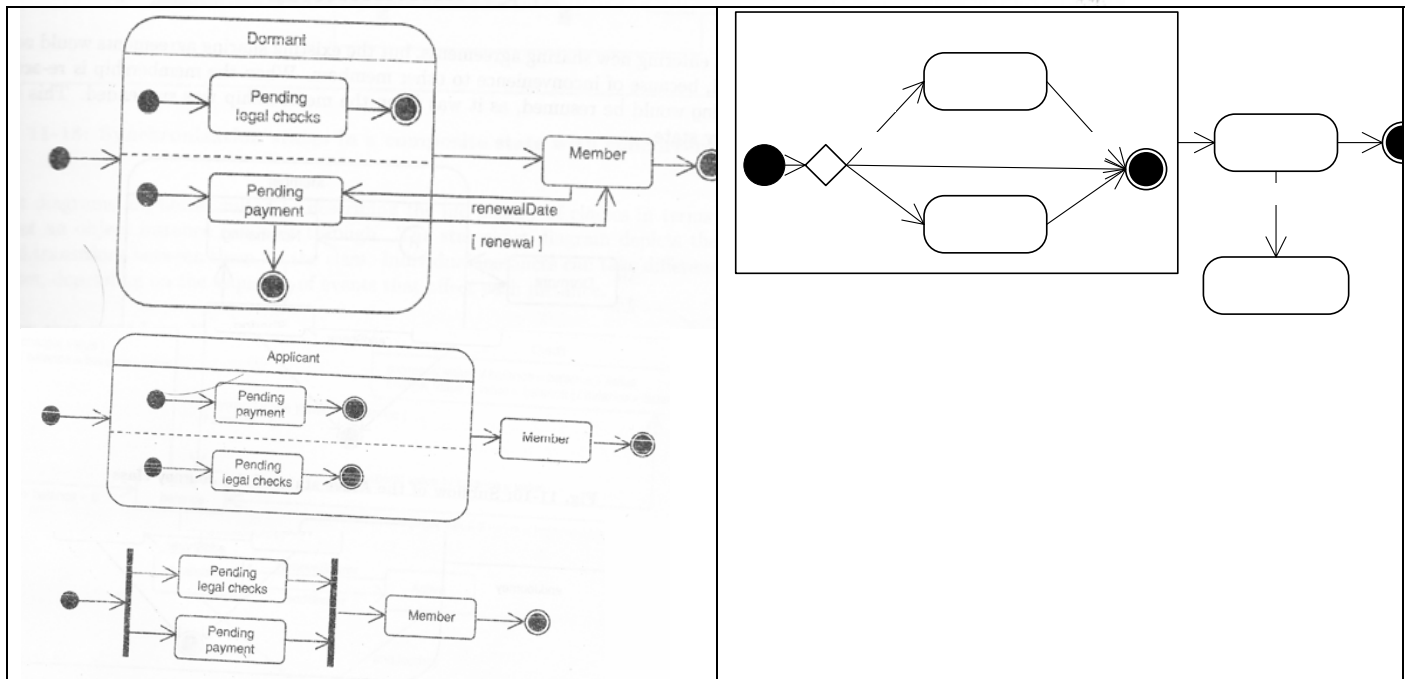 Dormant
Pending
legal checks
Member
Pending
payment
renewalDate
[ renewal ]
Applicant
Pending
payment
Member
Pending
legal checks
Pending
legal checks
Member
Pending
payment